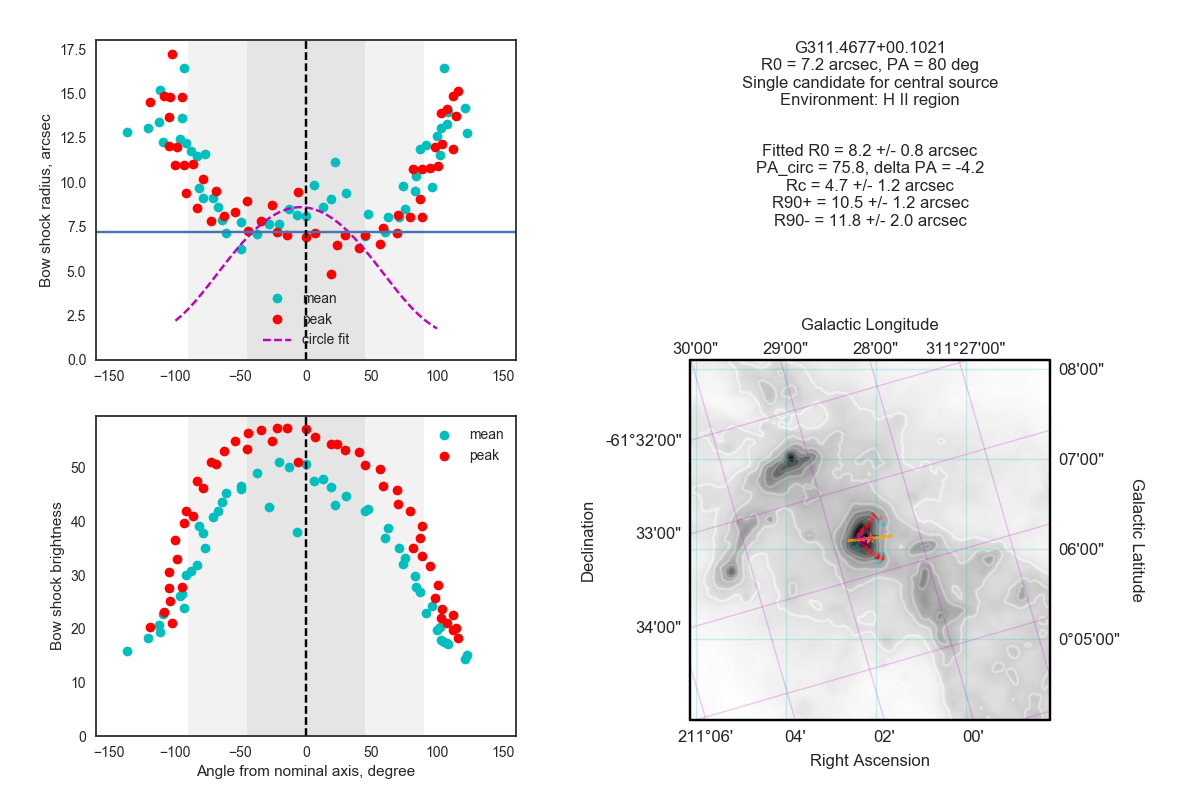 17.5
15.0
12.5
10.0
7.5
5.0
2.5
0.0
Bow shock radius, arcsec
mean
peak
circle fit
−150 −100 −50 0 50 100 150
50
40
30
20
10
0
Bow shock brightness
mean
peak
−150 −100 −50 0 50 100 150
Angle from nominal axis, degree
G311.4677+00.1021
R0 = 7.2 arcsec, PA = 80 deg
Single candidate for central source
Environment: H II region
Fitted R0 = 8.2 +/- 0.8 arcsec
PA_circ = 75.8, delta PA = -4.2
Rc = 4.7 +/- 1.2 arcsec
R90+ = 10.5 +/- 1.2 arcsec
R90- = 11.8 +/- 2.0 arcsec
Galactic Longitude
30'00" 29'00" 28'00" 311°27'00"
08'00"
07'00"
06'00"
0°05'00"
Galactic Latitude
-61°32'00"
33'00"
34'00"
Declination
211°06' 04' 02' 00'
Right Ascension